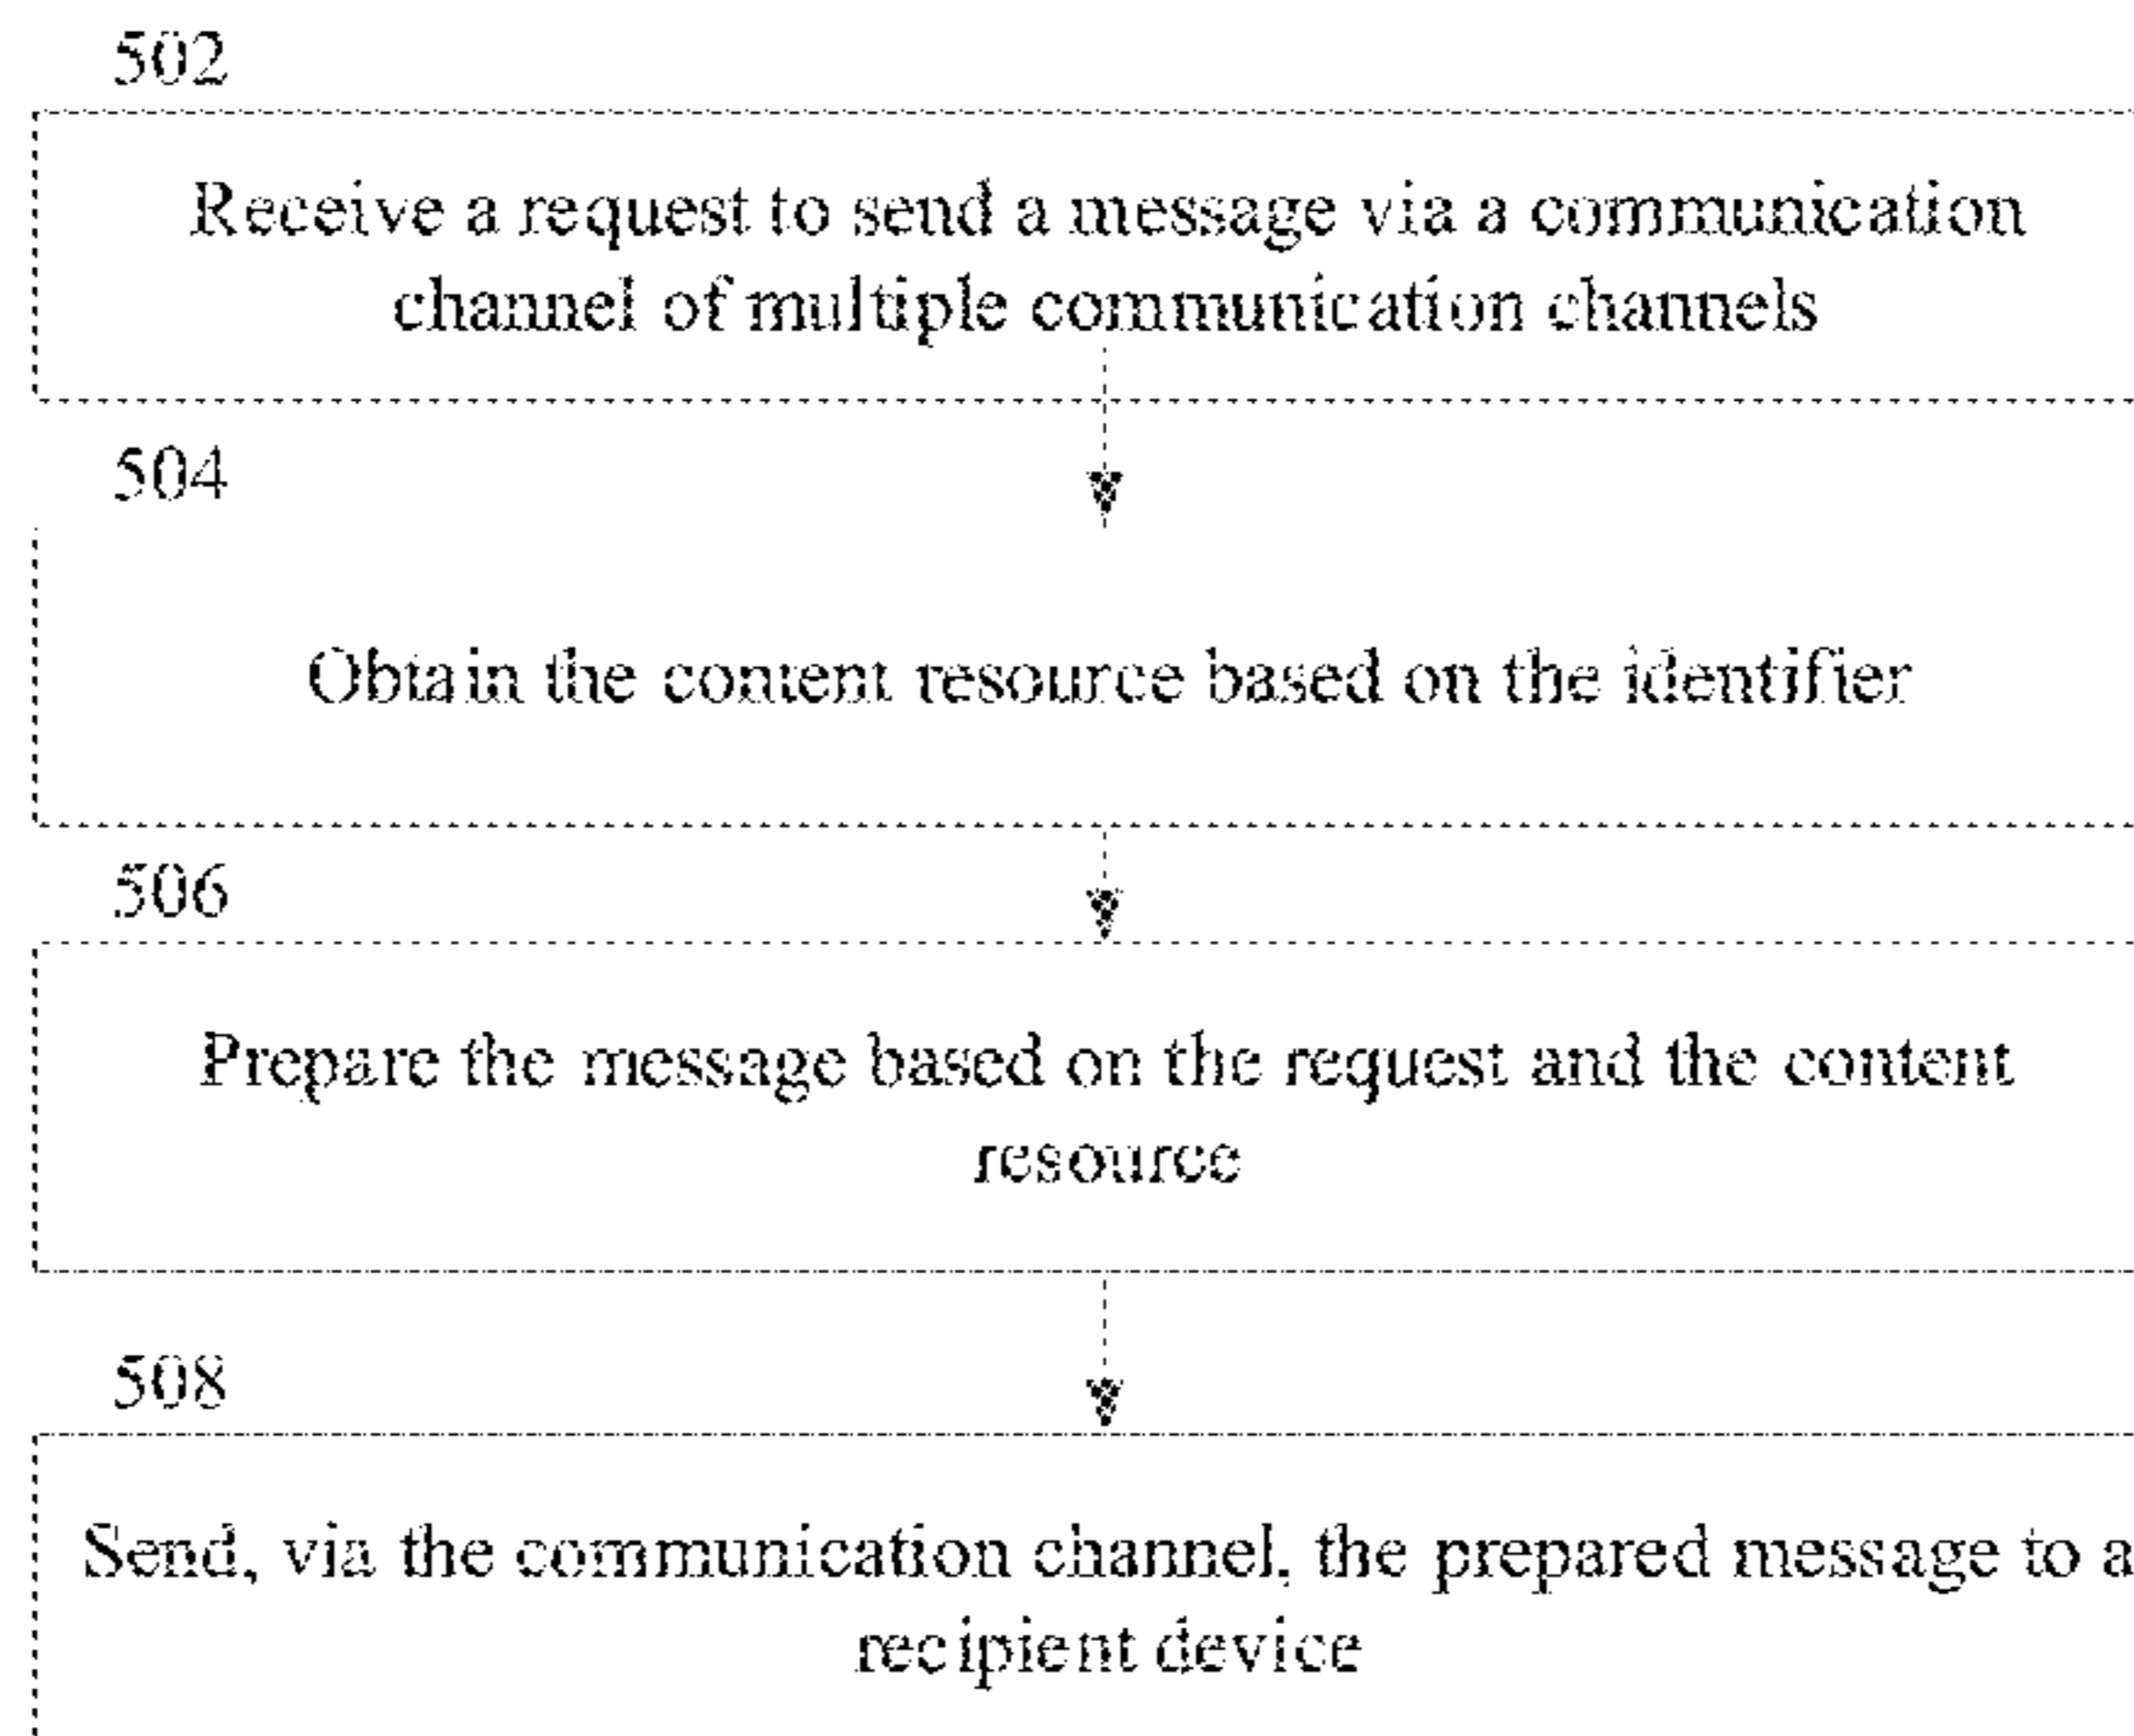 502
Receive a request to send a message via a communication
channel of multiple communication channels
504
Obtain the content resource based on the identifier
506
Prepare the message based on the request and the content
resource
508
Send, via the communication channel, the prepared message to a
recipient device